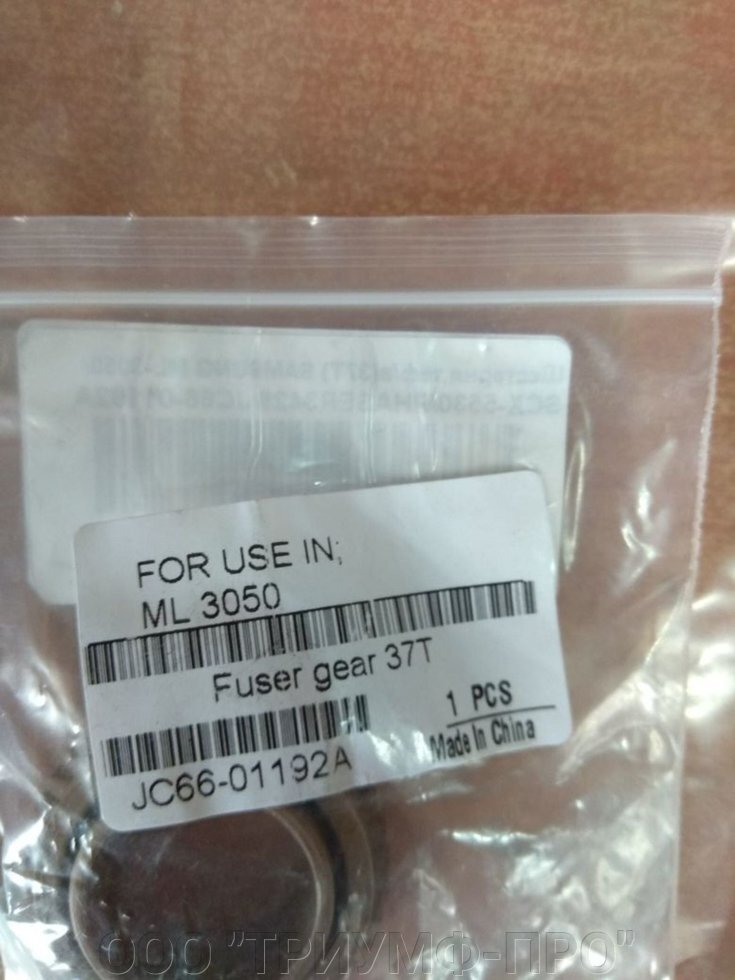 FOR USE IN;
ML 3050
Fuser gear 37T
1 PCS
Made In China
JC66-01192A
ООО "ТРИУМФ-ПРО"